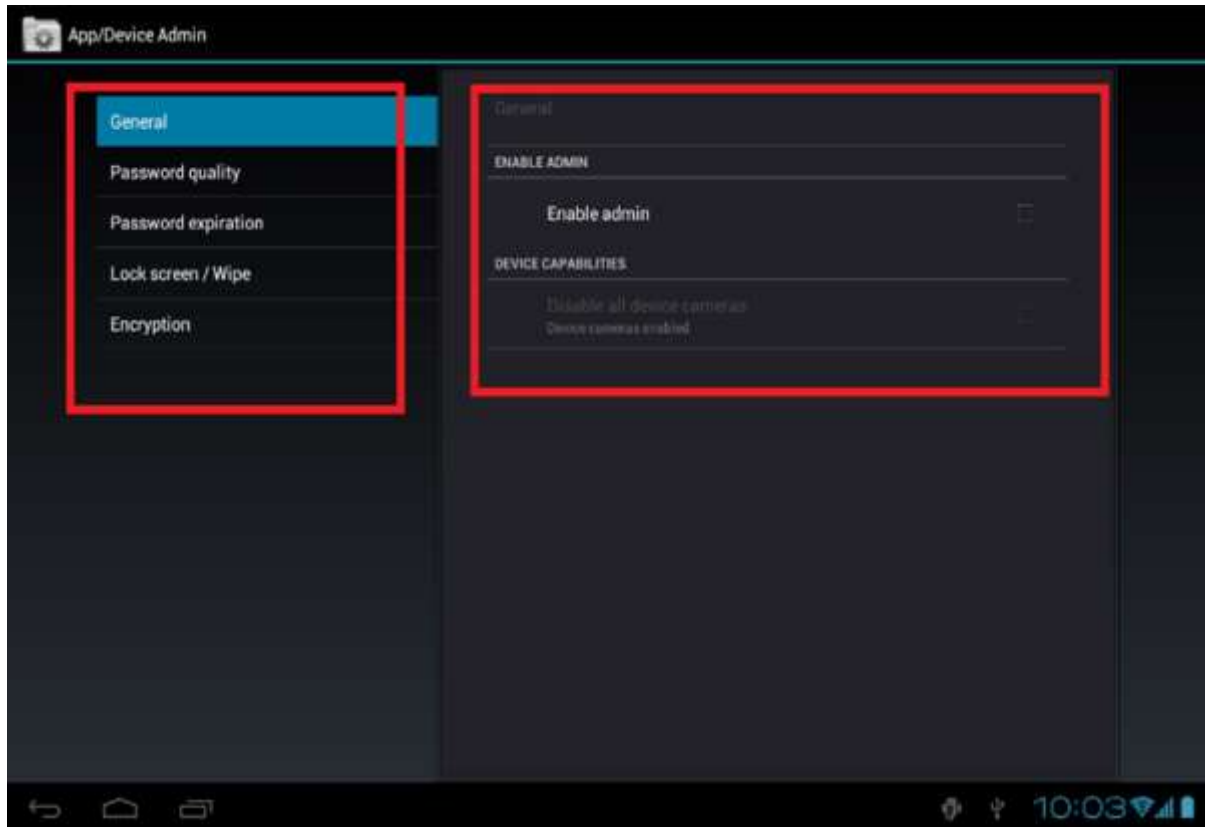 App/Device Admin
General
Password quality
Password expiration
Lock screen / Wipe
Encryption
General
ENABLE ADMIN
Enable admin
DEVICE CAPABILITIES
Disable all device cameras
Device cameras enabled
10:03